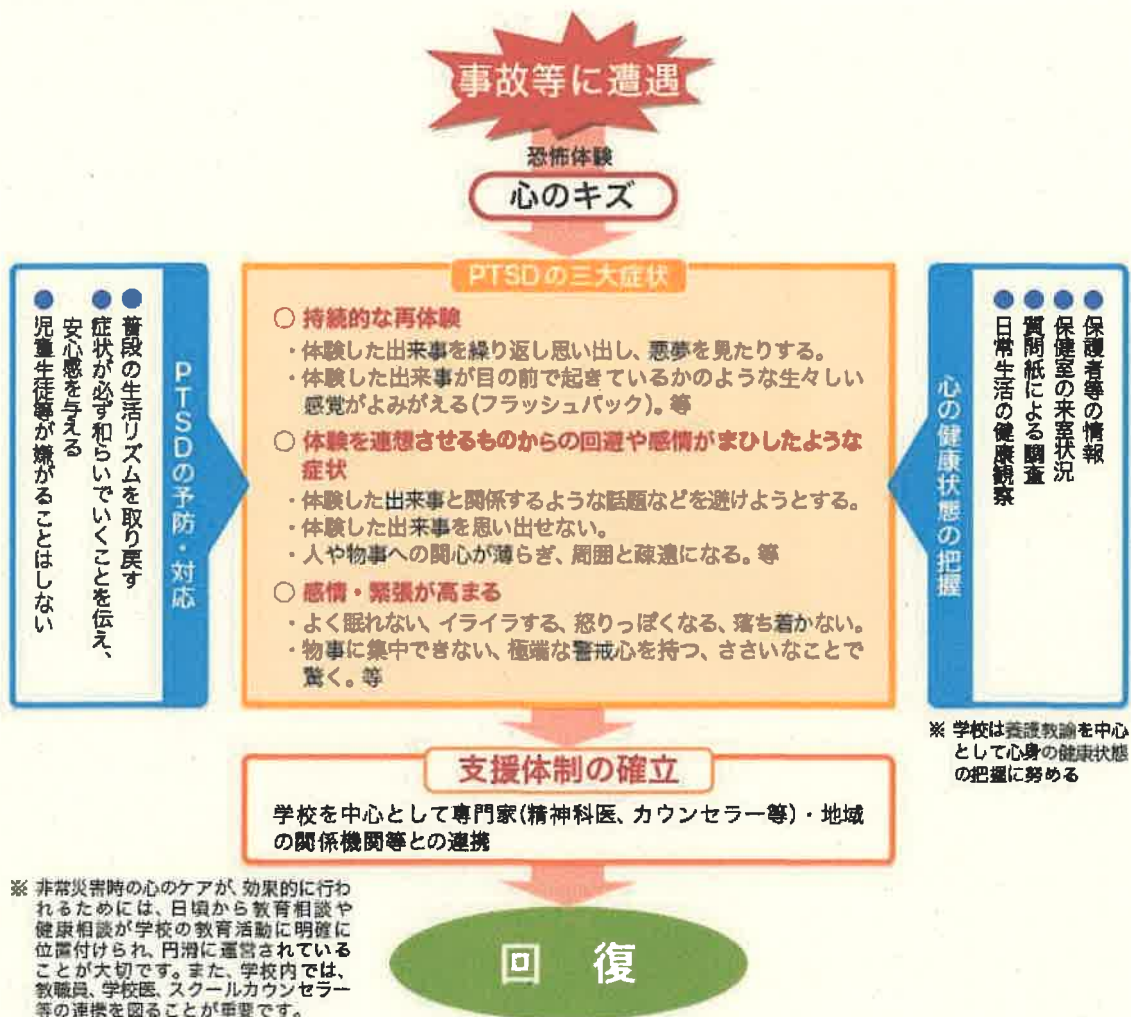 事故等に遭遇
恐怖体験
心のキズ
PTSDの三大症状
○ 持続的な再体験
・体験した出来事を繰り返し思い出し、悪夢を見たりする。
・体験した出来事が目の前で起きているかのような生々しい
感覚がよみがえる(フラッシュバック)。等
○ 体験を連想させるものからの回避や感情がまひしたような
症状
・体験した出来事と関係するような話題などを避けようとする。
・体験した出来事を思い出せない。
・人や物事への関心が薄らぎ、周囲と疎遠になる。等
○ 感情・緊張が高まる
・よく眠れない、イライラする、怒りっぽくなる、落ち着かない。
・物事に集中できない、極端な警戒心を持つ、ささいなことで
驚く。等
PTSDの予防・対応
● 普段の生活リズムを取り戻す
● 症状が必ず和らいでいくことを伝え、
安心感を与える
● 児童生徒等が嫌がることはしない
心の健康状態の把握
● 保護者等の情報
● 保健室の来室状況
● 質問紙による調査
● 日常生活の健康観察
※ 学校は養護教諭を中心
として心身の健康状態
の把握に努める
支援体制の確立
学校を中心として専門家(精神科医、カウンセラー等)・地域
の関係機関等との連携
※ 非常災害時の心のケアが、効果的に行わ
れるためには、日頃から教育相談や
健康相談が学校の教育活動に明確に
位置付けられ、円滑に運営されている
ことが大切です。また、学校内では、
教職員、学校医、スクールカウンセラー
等の連携を図ることが重要です。
回復